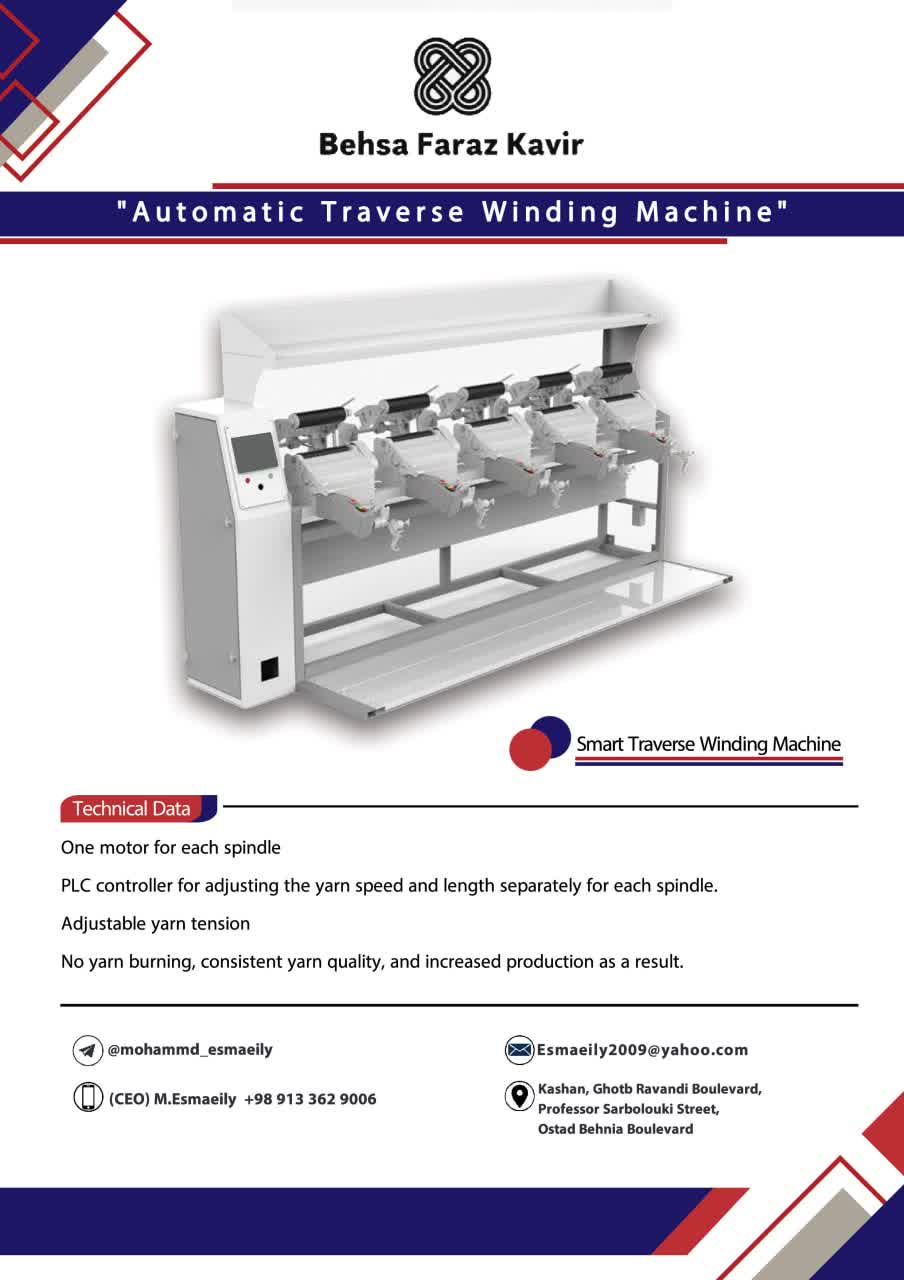 Behsa Faraz Kavir
"Automatic Traverse Winding Machine"
Smart Traverse Winding Machine
Technical Data
One motor for each spindle
PLC controller for adjusting the yarn speed and length separately for each spindle.
Adjustable yarn tension
No yarn burning, consistent yarn quality, and increased production as a result.
@mohammd_esmaeily
(CEO) M.Esmaeily +98 913 362 9006
Esmaeily2009@yahoo.com
Kashan, Ghotb Ravandi Boulevard,
Professor Sarbolouki Street,
Ostad Behnia Boulevard